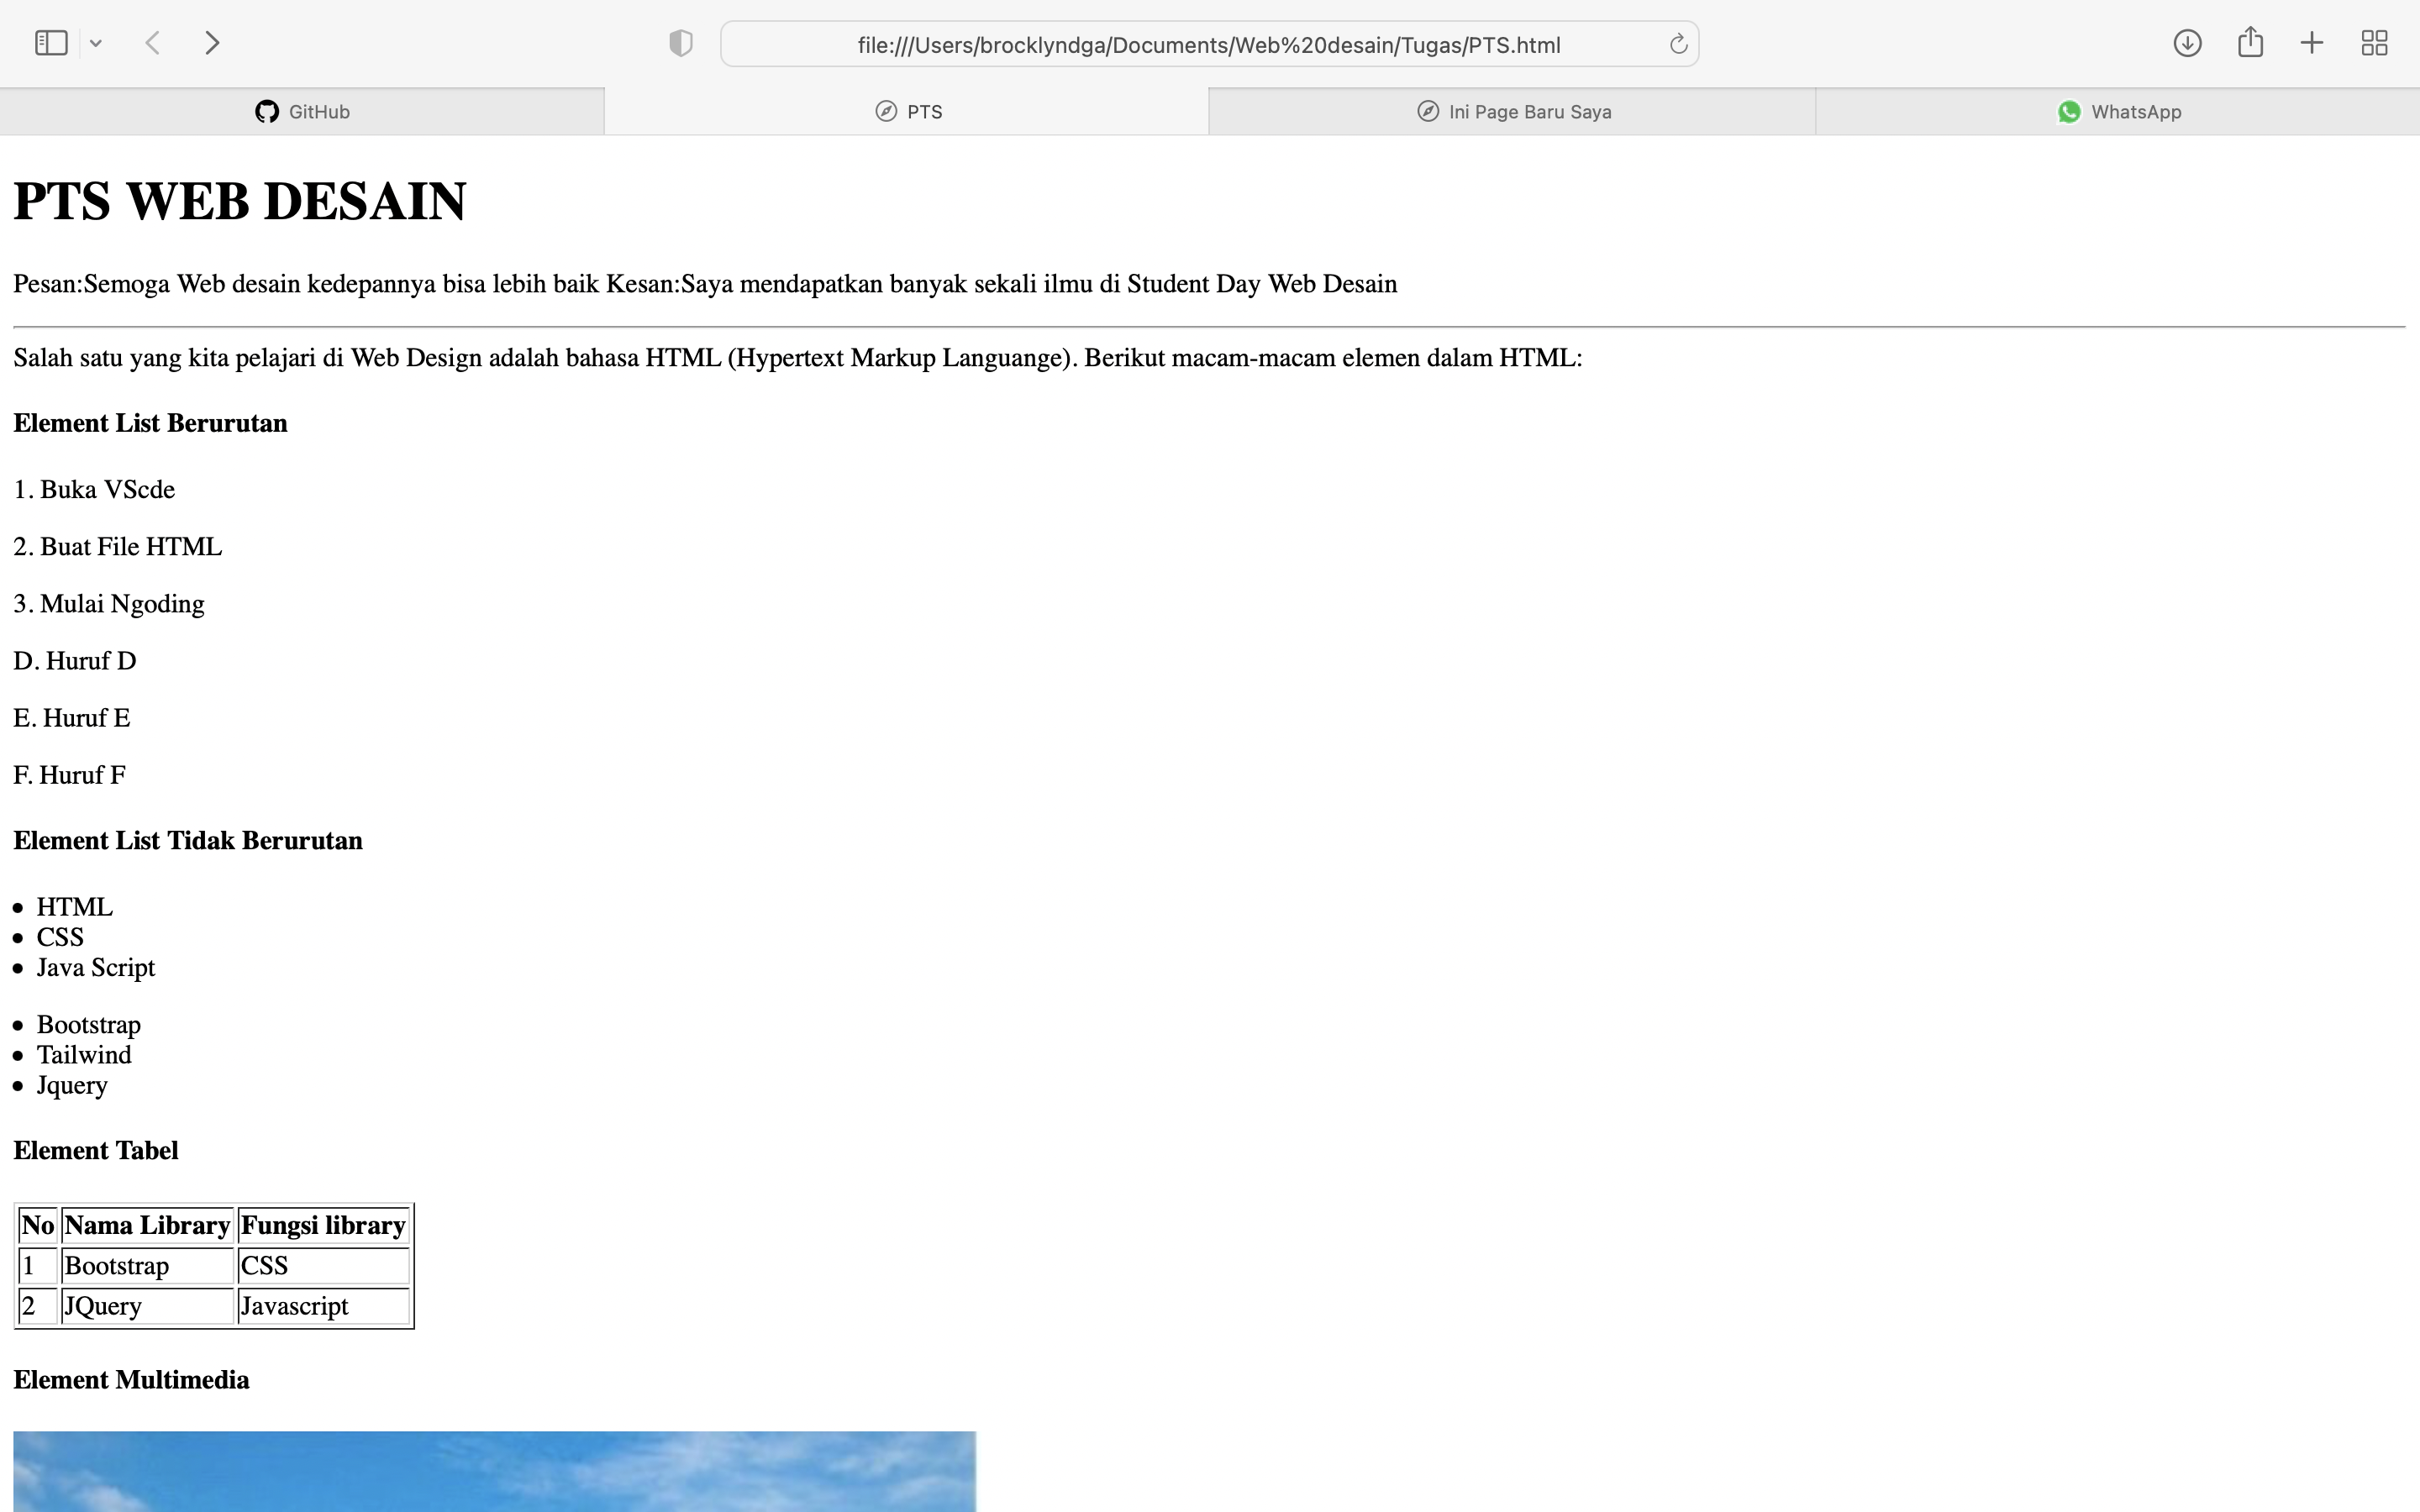 file:///Users/brocklyndga/Documents/Web%20desain/Tugas/PTS.html
GitHub
PTS
Ini Page Baru Saya
WhatsApp
PTS WEB DESAIN
Pesan:Semoga Web desain kedepannya bisa lebih baik Kesan:Saya mendapatkan banyak sekali ilmu di Student Day Web Desain
Salah satu yang kita pelajari di Web Design adalah bahasa HTML (Hypertext Markup Languange). Berikut macam-macam elemen dalam HTML:
Element List Berurutan
1. Buka VScde
2. Buat File HTML
3. Mulai Ngoding
D. Huruf D
E. Huruf E
F. Huruf F
Element List Tidak Berurutan
• HTML
• CSS
• Java Script
• Bootstrap
• Tailwind
• Jquery
Element Tabel
No Nama Library Fungsi library
1 Bootstrap CSS
2 JQuery Javascript
Element Multimedia